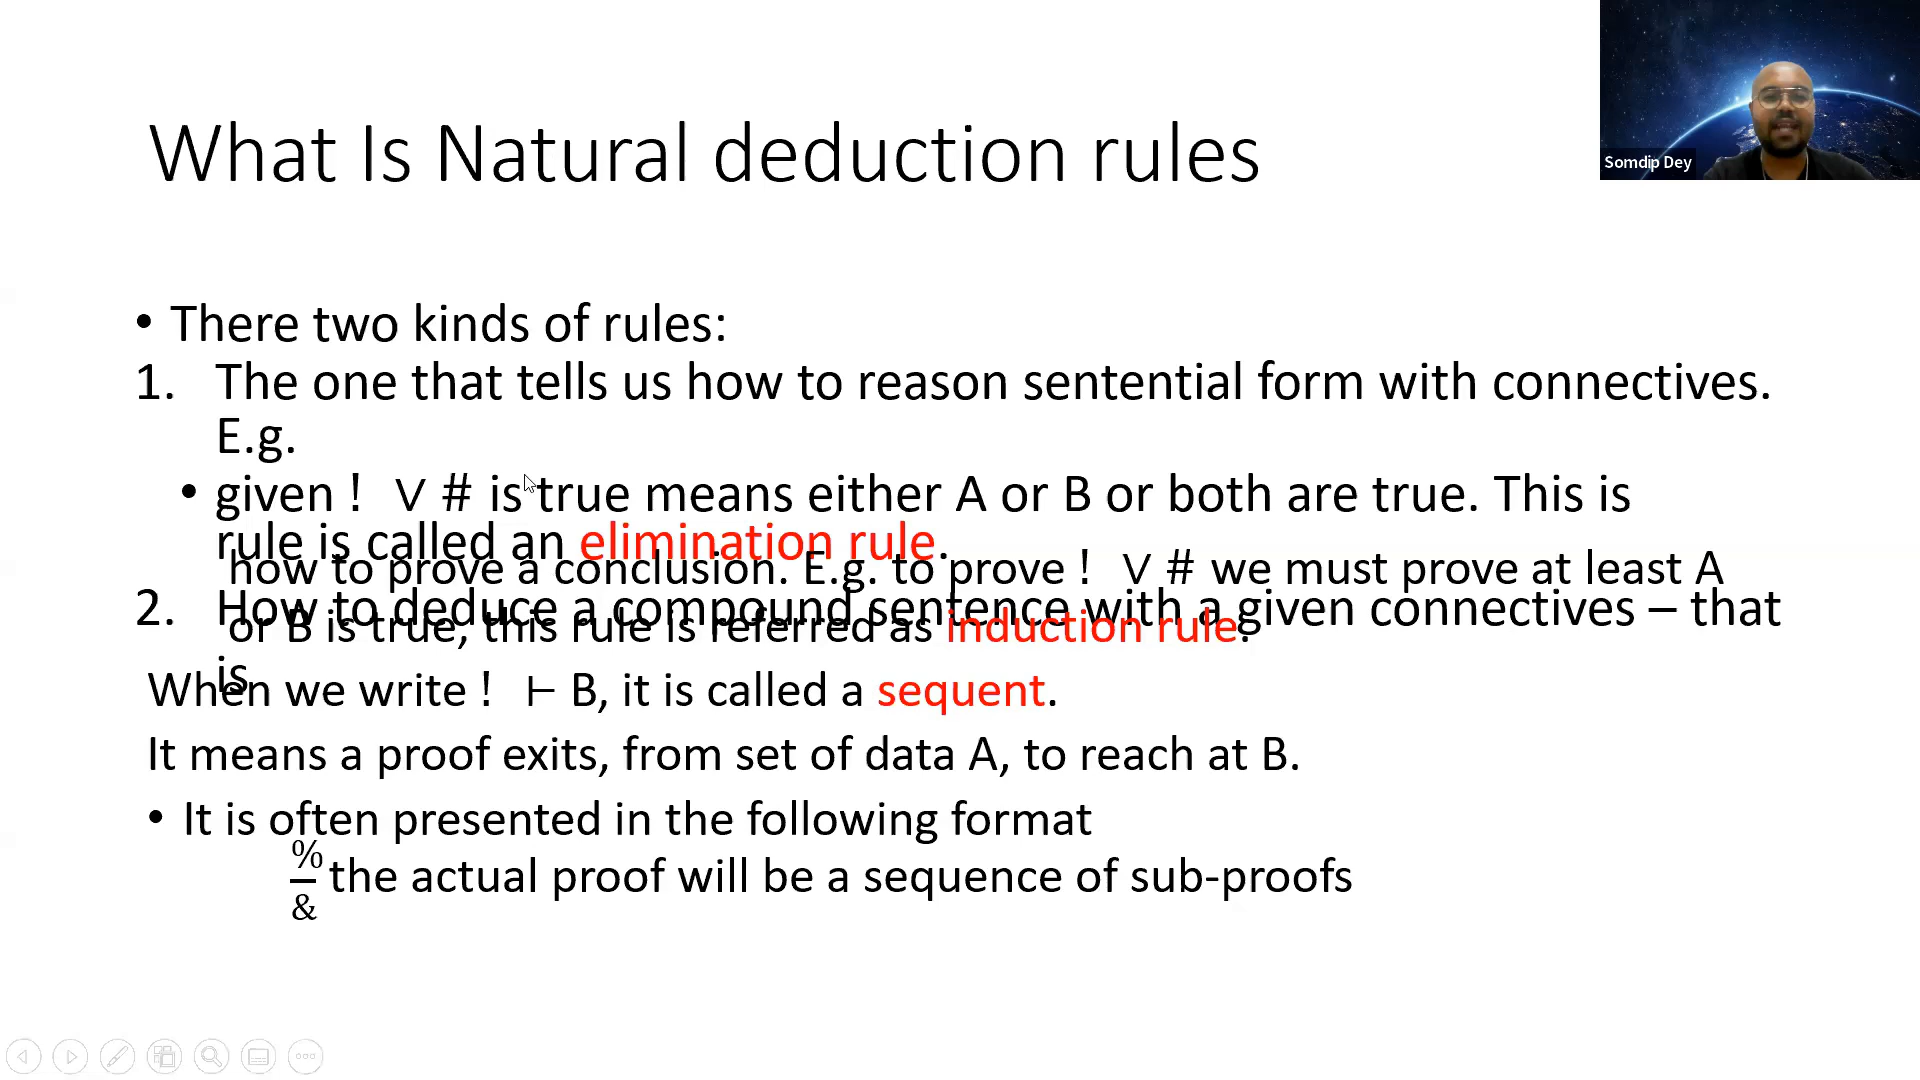 What Is Natural deduction rules
Somdip Dey
• There two kinds of rules:
1. The one that tells us how to reason sentential form with connectives.
E.g.
• given ! ∨ # is true means either A or B or both are true. This is
rule is called an elimination rule.
how to prove a conclusion. E.g. to prove ! ∨ # we must prove at least A
2. How to deduce a compound sentence with a given connectives – that
or B is true, this rule is referred as induction rule.
is
When we write ! ⊢ B, it is called a sequent.
It means a proof exits, from set of data A, to reach at B.
• It is often presented in the following format
%
the actual proof will be a sequence of sub-proofs
&